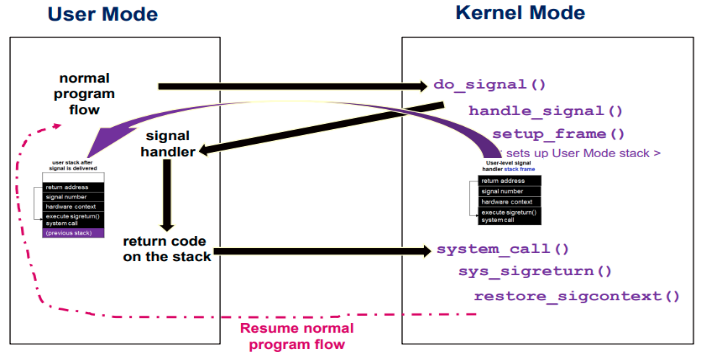 User Mode
Kernel Mode
normal
program
flow
do_signal()
handle_signal()
setup_frame()
< sets up User Mode stack >
signal
handler
user stack after
signal is delivered
return address
signal number
hardware context
execute sigreturn()
system call
(previous stack)
User-level signal
handler stack frame
return address
signal number
hardware context
execute sigreturn()
system call
return code
on the stack
system_call()
sys_sigreturn()
restore_sigcontext()
Resume normal
program flow